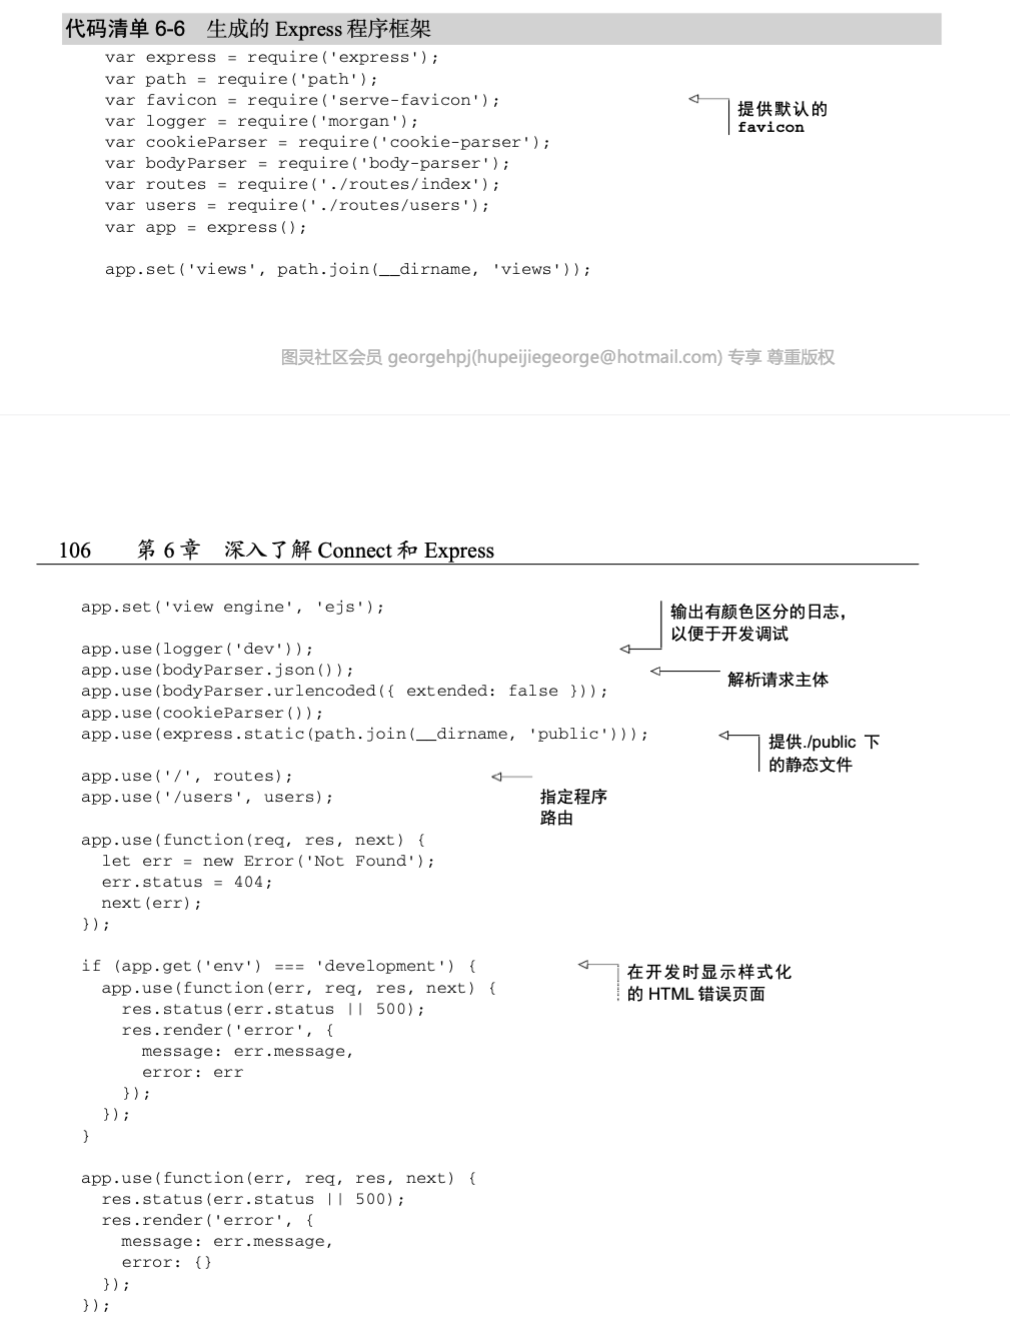 代码清单 6-6　生成的 Express 程序框架
var express = require('express');
var path = require('path');
var favicon = require('serve-favicon');
提供默认的
favicon
var logger = require('morgan');
var cookieParser = require('cookie-parser');
var bodyParser = require('body-parser');
var routes = require('./routes/index');
var users = require('./routes/users');
var app = express();
app.set('views', path.join(__dirname, 'views'));
图灵社区会员 georgehpj(hupeijiegeorge@hotmail.com) 专享 尊重版权
106　第 6 章　深入了解 Connect 和 Express
app.set('view engine', 'ejs');
输出有颜色区分的日志，
以便于开发调试
app.use(logger('dev'));
app.use(bodyParser.json());
解析请求主体
app.use(bodyParser.urlencoded({ extended: false }));
app.use(cookieParser());
app.use(express.static(path.join(__dirname, 'public')));
提供./public 下
的静态文件
app.use('/', routes);
app.use('/users', users);
指定程序
路由
app.use(function(req, res, next) {
  let err = new Error('Not Found');
  err.status = 404;
  next(err);
});
if (app.get('env') === 'development') {
在开发时显示样式化
的 HTML 错误页面
  app.use(function(err, req, res, next) {
    res.status(err.status || 500);
    res.render('error', {
      message: err.message,
      error: err
    });
  });
}
app.use(function(err, req, res, next) {
  res.status(err.status || 500);
  res.render('error', {
    message: err.message,
    error: {}
  });
});